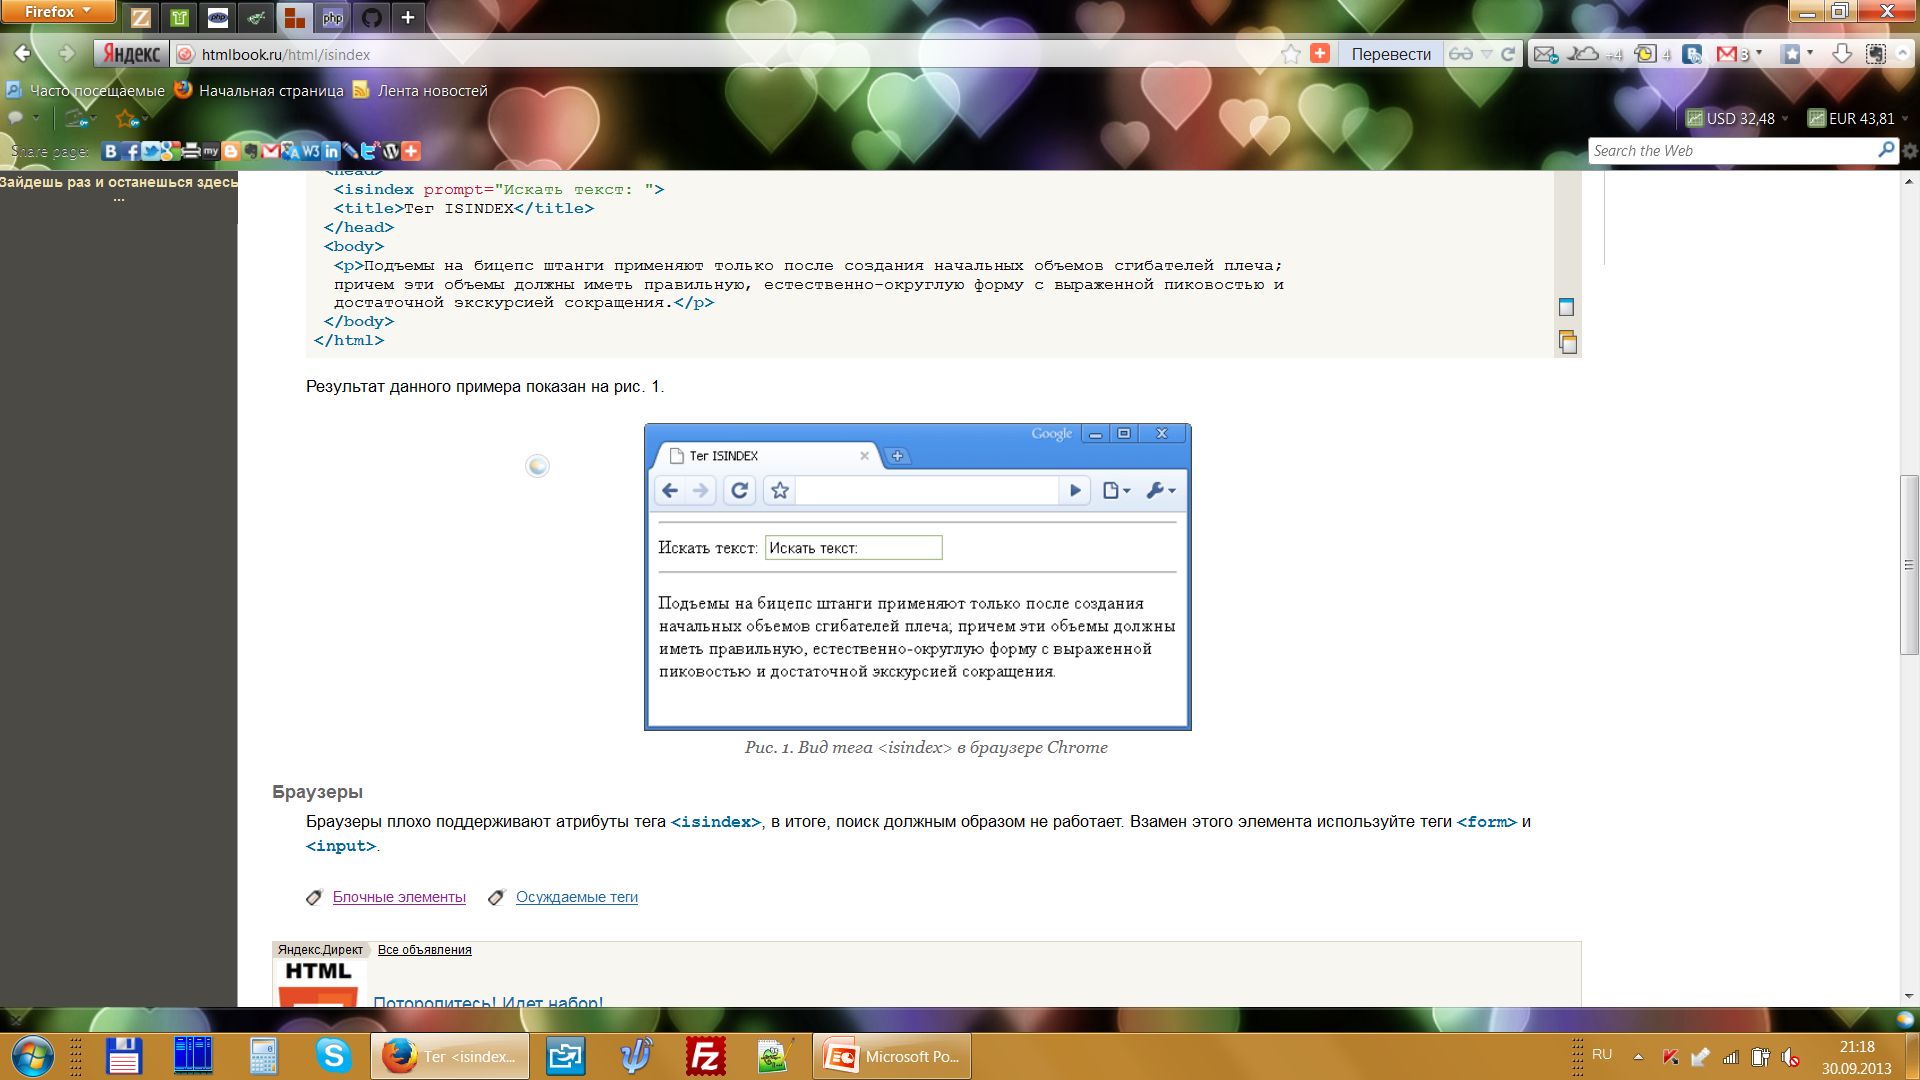 Firefox
Яндекс
htmlbook.ru/html/isindex
Перевести
+4
4
3
Часто посещаемые
Начальная страница
Лента новостей
USD 32,48
EUR 43,81
Share page:
Search the Web
Зайдешь раз и останешься здесь
...
<head>
<isindex prompt="Искать текст: ">
<title>Тег ISINDEX</title>
</head>
<body>
<p>Подъемы на бицепс штанги применяют только после создания начальных объемов сгибателей плеча;
причем эти объемы должны иметь правильную, естественно-округлую форму с выраженной пиковостью и
достаточной экскурсией сокращения.</p>
</body>
</html>
Результат данного примера показан на рис. 1.
Google
Тег ISINDEX
Искать текст: Искать текст:
Подъемы на бицепс штанги применяют только после создания
начальных объемов сгибателей плеча; причем эти объемы должны
иметь правильную, естественно-округлую форму с выраженной
пиковостью и достаточной экскурсией сокращения.
Рис. 1. Вид тега <isindex> в браузере Chrome
Браузеры
Браузеры плохо поддерживают атрибуты тега <isindex>, в итоге, поиск должным образом не работает. Взамен этого элемента используйте теги <form> и
<input>.
Блочные элементы
Осуждаемые теги
Яндекс.Директ
Все объявления
HTML
Поторопитесь! Идет набор!
Тег <isindex...
Microsoft Po...
RU
21:18
30.09.2013